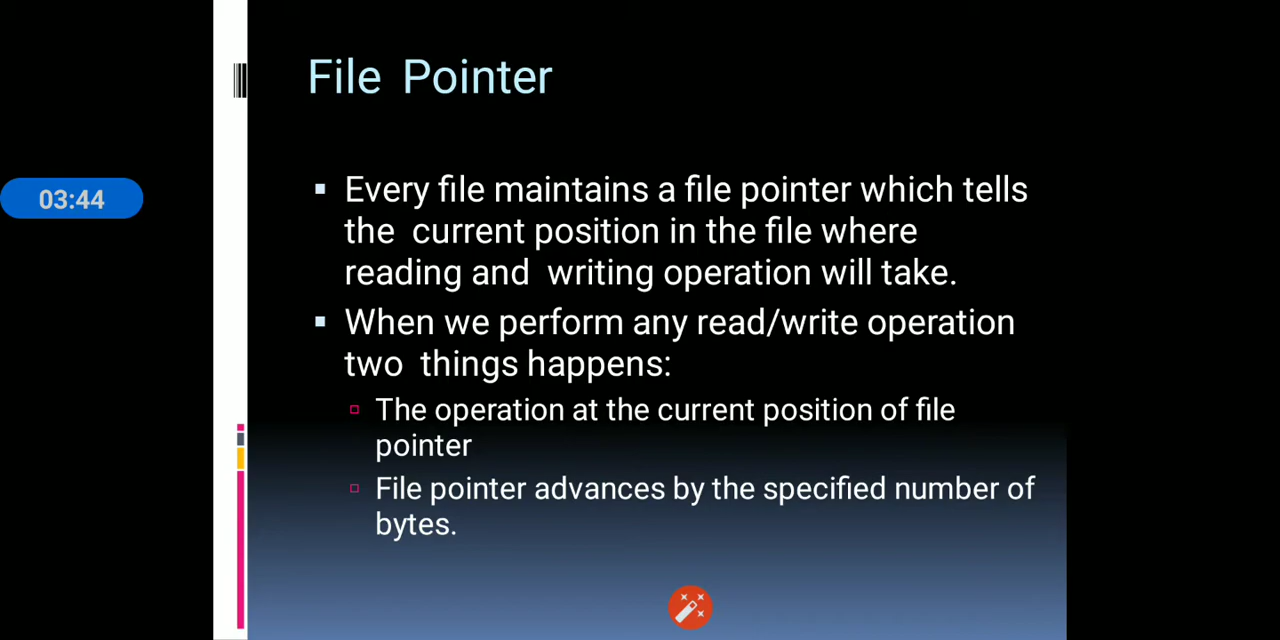 File Pointer
03:44
Every file maintains a file pointer which tells
the current position in the file where
reading and writing operation will take.
When we perform any read/write operation
two things happens:
The operation at the current position of file
pointer
File pointer advances by the specified number of
bytes.